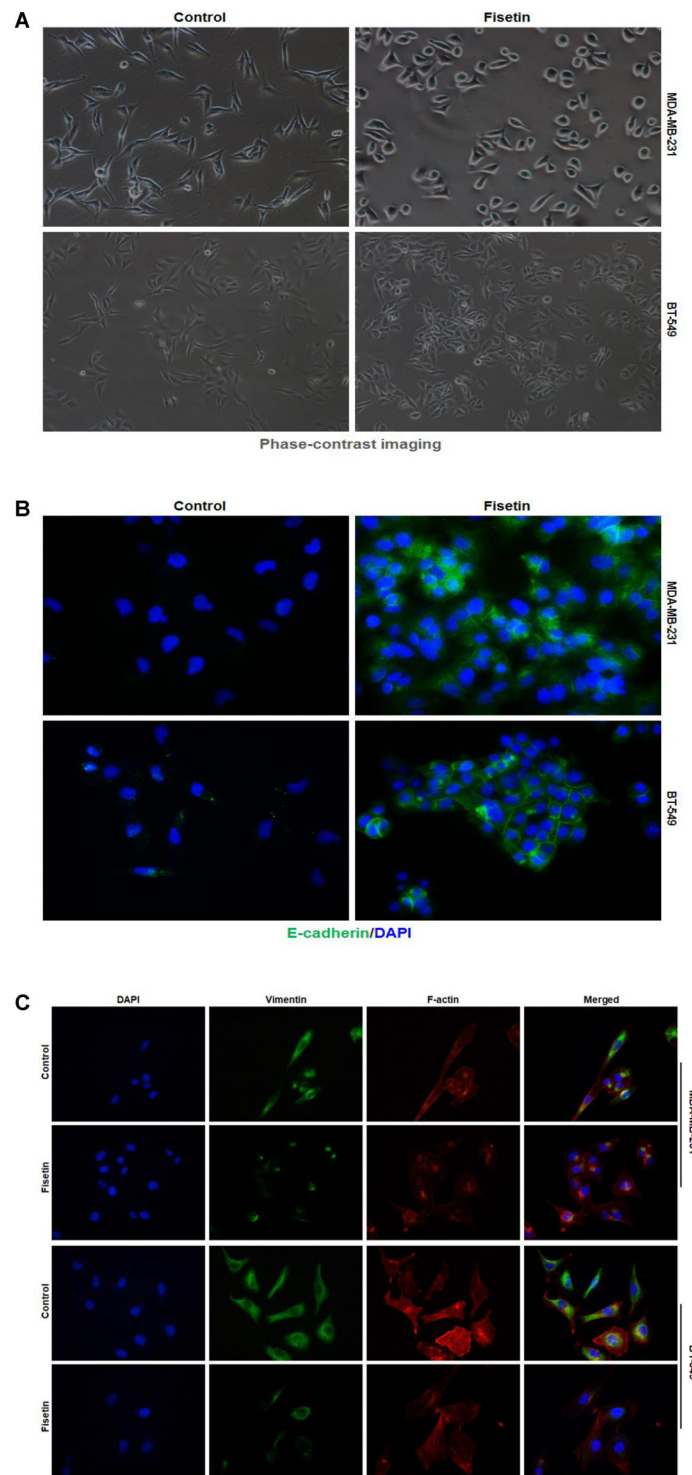 A
Control Fisetin
MDA-MB-231
BT-549
Phase-contrast imaging
B
Control Fisetin
MDA-MB-231
BT-549
E-cadherin/DAPI
C
DAPI Vimentin F-actin Merged
Control
Fisetin
Control
Fisetin